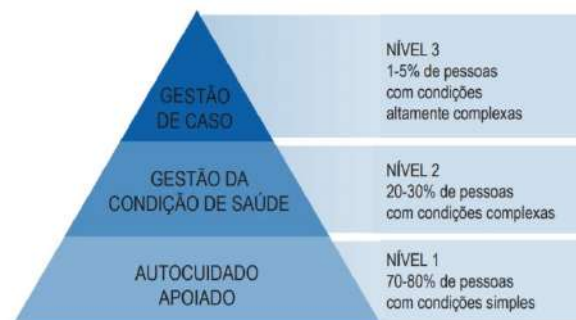 GESTÃO
DE CASO
NÍVEL 3
1-5% de pessoas
com condições
altamente complexas
GESTÃO DA
CONDIÇÃO DE SAÚDE
NÍVEL 2
20-30% de pessoas
com condições complexas
AUTOCUIDADO
APOIADO
NÍVEL 1
70-80% de pessoas
com condições simples